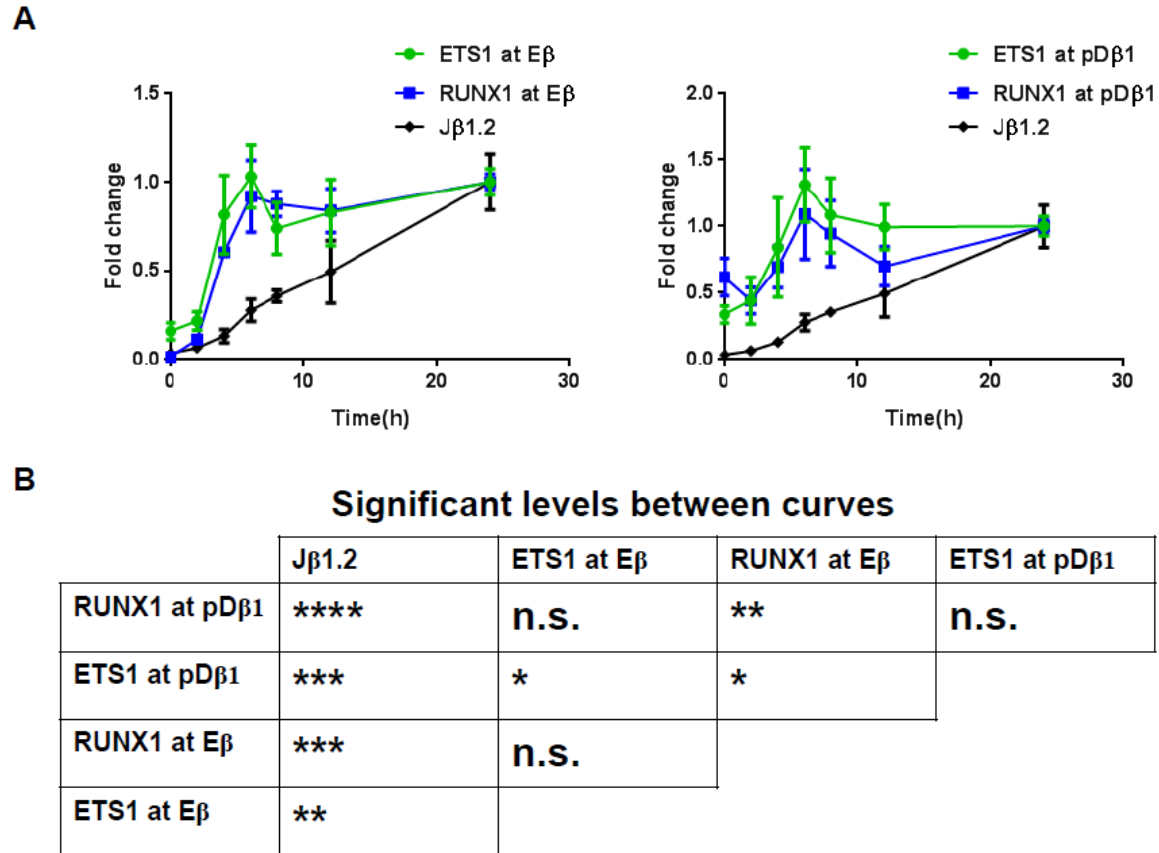 A
ETS1 at Eβ
RUNX1 at Eβ
Jβ1.2
1.5
1.0
0.5
0.0
Fold change
0 10 20 30
Time(h)
ETS1 at pDβ1
RUNX1 at pDβ1
Jβ1.2
2.0
1.5
1.0
0.5
0.0
Fold change
0 10 20 30
Time(h)
B
Significant levels between curves
Jβ1.2 ETS1 at Eβ RUNX1 at Eβ ETS1 at pDβ1
RUNX1 at pDβ1 **** n.s. ** n.s.
ETS1 at pDβ1 *** * *
RUNX1 at Eβ *** n.s.
ETS1 at Eβ **